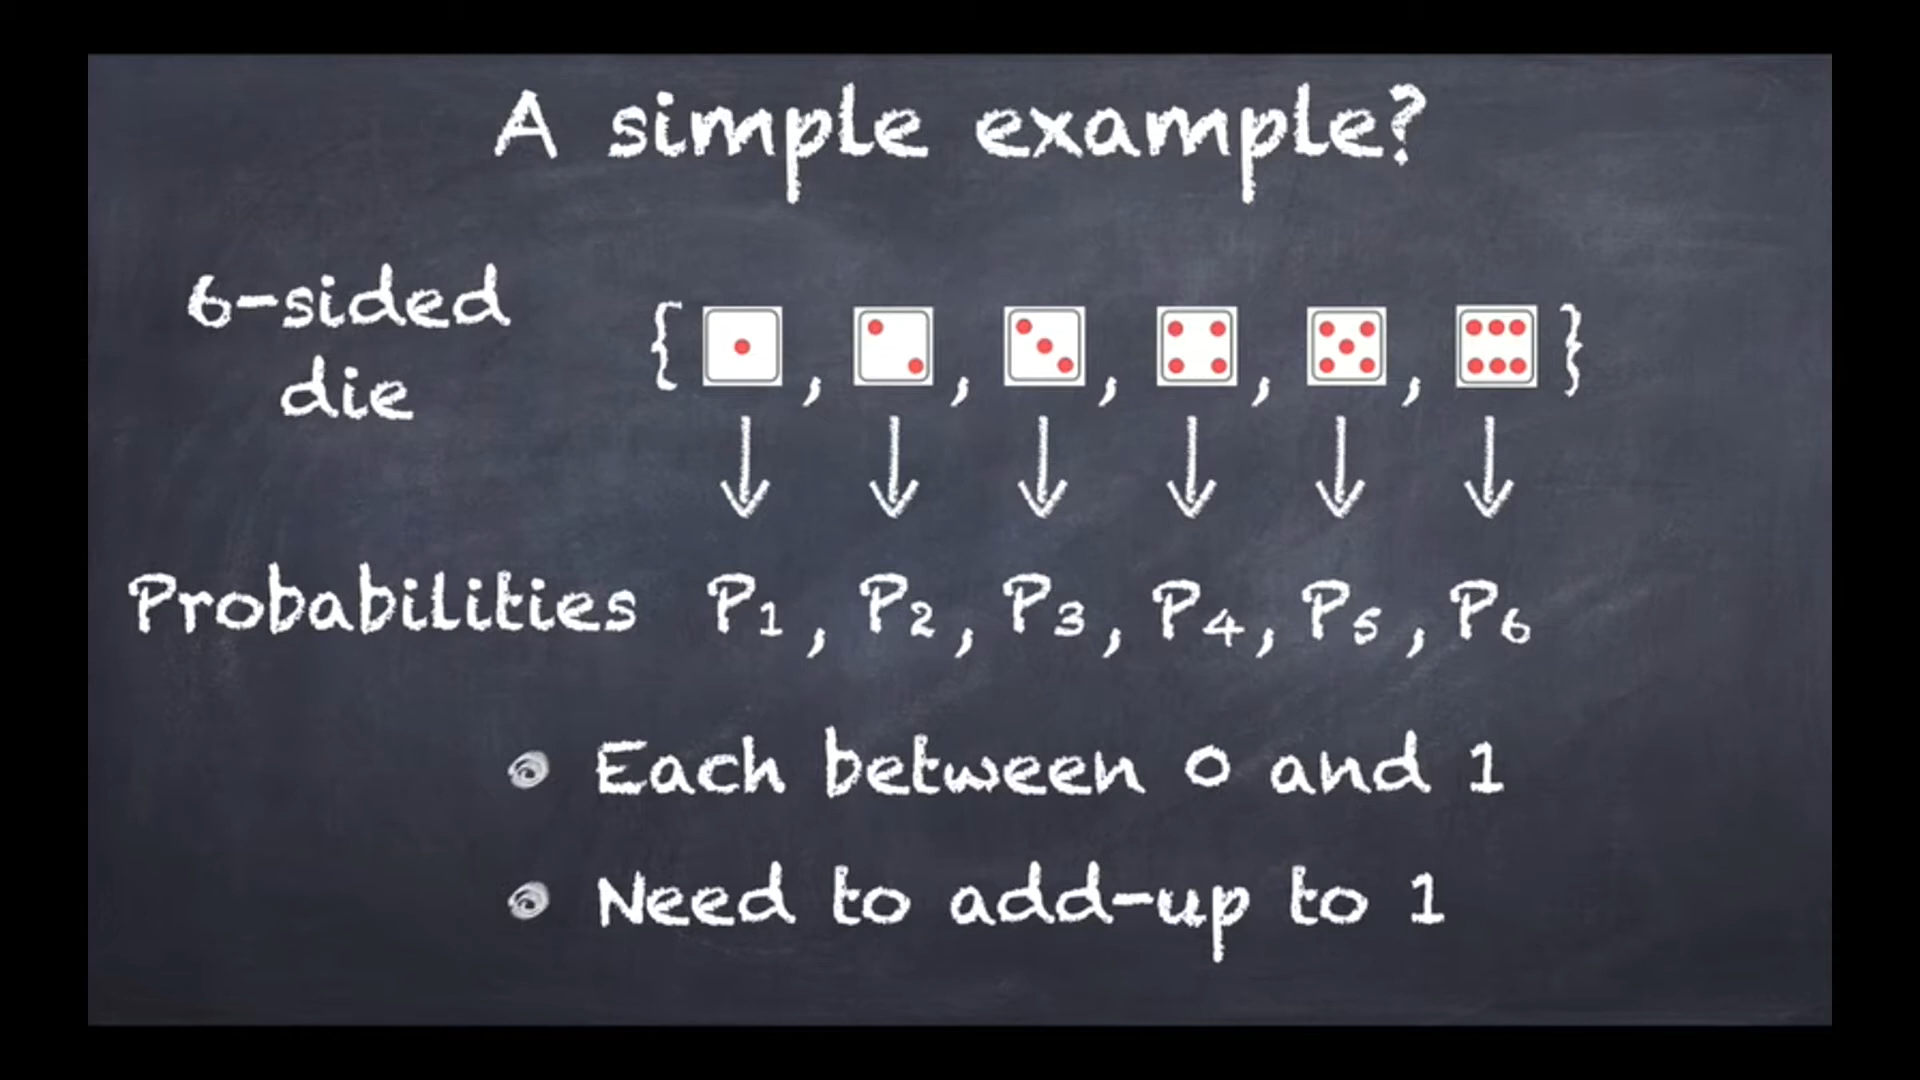 A simple example?
6-sided
die
{ , , , , , }
Probabilities P₁, P₂, P₃, P₄, P₅, P₆
Each between 0 and 1
Need to add-up to 1